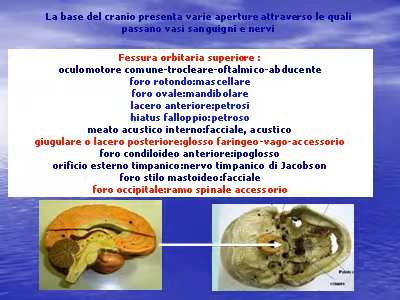 La base del cranio presenta varie aperture attraverso le quali
passano vasi sanguigni e nervi
Fessura orbitaria superiore :
oculomotore comune-trocleare-oftalmico-abducente
foro rotondo:mascellare
foro ovale:mandibolare
lacero anteriore:petrosi
hiatus falloppio:petroso
meato acustico interno:facciale, acustico
giugulare o lacero posteriore:glosso faringeo-vago-accessorio
foro condiloideo anteriore:ipoglosso
orificio esterno timpanico:nervo timpanico di Jacobson
foro stilo mastoideo:facciale
foro occipitale:ramo spinale accessorio